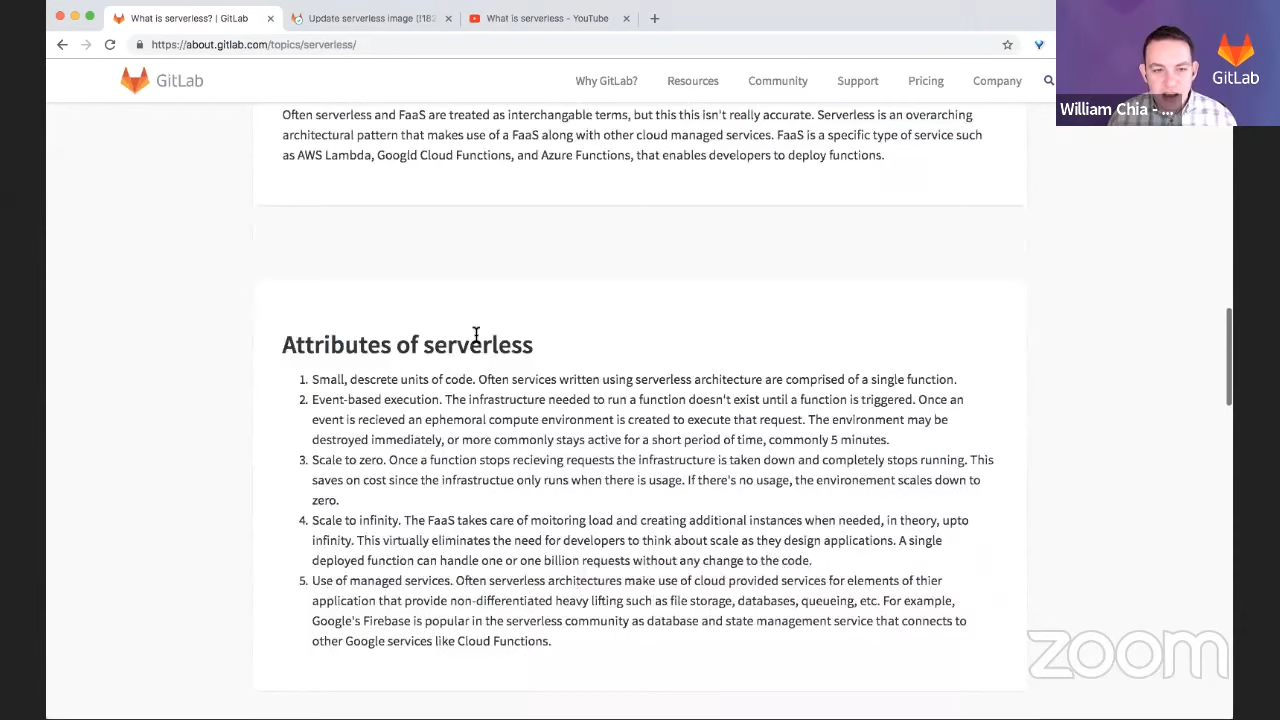 What is serverless? | GitLab
Update serverless image (!182
What is serverless - YouTube
https://about.gitlab.com/topics/serverless/
GitLab
Why GitLab?
Resources
Community
Support
Pricing
Company
GitLab
William Chia - ...
Often serverless and FaaS are treated as interchangable terms, but this this isn't really accurate. Serverless is an overarching
architectural pattern that makes use of a FaaS along with other cloud managed services. FaaS is a specific type of service such
as AWS Lambda, Googld Cloud Functions, and Azure Functions, that enables developers to deploy functions.
Attributes of serverless
1. Small, descrete units of code. Often services written using serverless architecture are comprised of a single function.
2. Event-based execution. The infrastructure needed to run a function doesn't exist until a function is triggered. Once an
event is recieved an ephemoral compute environment is created to execute that request. The environment may be
destroyed immediately, or more commonly stays active for a short period of time, commonly 5 minutes.
3. Scale to zero. Once a function stops recieving requests the infrastructure is taken down and completely stops running. This
saves on cost since the infrastructue only runs when there is usage. If there's no usage, the environement scales down to
zero.
4. Scale to infinity. The FaaS takes care of moitoring load and creating additional instances when needed, in theory, upto
infinity. This virtually eliminates the need for developers to think about scale as they design applications. A single
deployed function can handle one or one billion requests without any change to the code.
5. Use of managed services. Often serverless architectures make use of cloud provided services for elements of thier
application that provide non-differentiated heavy lifting such as file storage, databases, queueing, etc. For example,
Google's Firebase is popular in the serverless community as database and state management service that connects to
other Google services like Cloud Functions.
zoom